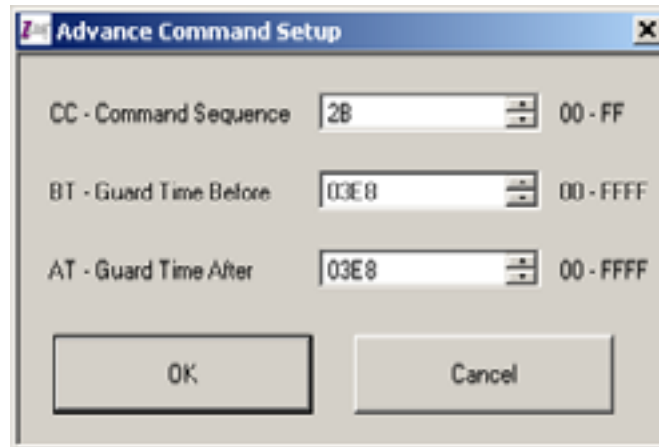 Advance Command Setup
CC - Command Sequence 2B 00 - FF
BT - Guard Time Before 03E8 00 - FFFF
AT - Guard Time After 03E8 00 - FFFF
OK Cancel